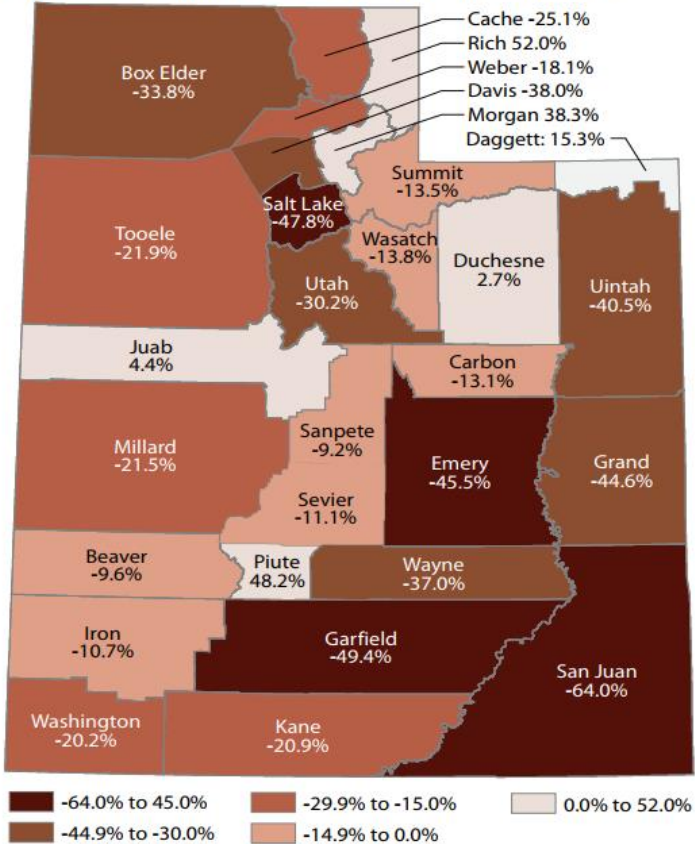 Cache -25.1%
Rich 52.0%
Weber -18.1%
Davis -38.0%
Morgan 38.3%
Daggett: 15.3%
Box Elder
-33.8%
Summit
-13.5%
Salt Lake
-47.8%
Tooele
-21.9%
Wasatch
-13.8%
Duchesne
2.7%
Uintah
-40.5%
Utah
-30.2%
Juab
4.4%
Carbon
-13.1%
Sanpete
-9.2%
Millard
-21.5%
Emery
-45.5%
Grand
-44.6%
Sevier
-11.1%
Beaver
-9.6%
Piute
48.2%
Wayne
-37.0%
Iron
-10.7%
Garfield
-49.4%
San Juan
-64.0%
Washington
-20.2%
Kane
-20.9%
-64.0% to 45.0%
-29.9% to -15.0%
0.0% to 52.0%
-44.9% to -30.0%
-14.9% to 0.0%